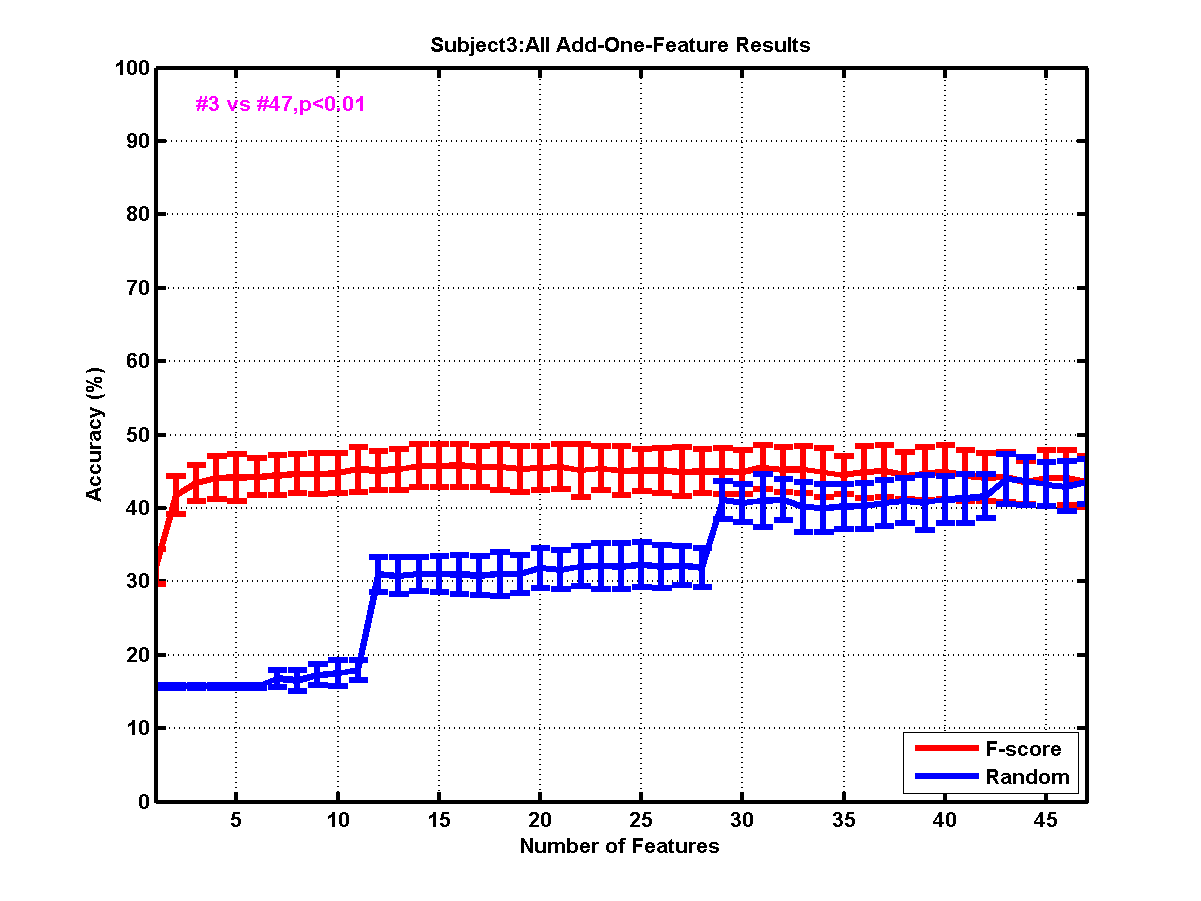 Subject3:All Add-One-Feature Results
#3 vs #47,p<0.01
Accuracy (%)
100
90
80
70
60
50
40
30
20
10
0
5 10 15 20 25 30 35 40 45
Number of Features
F-score
Random